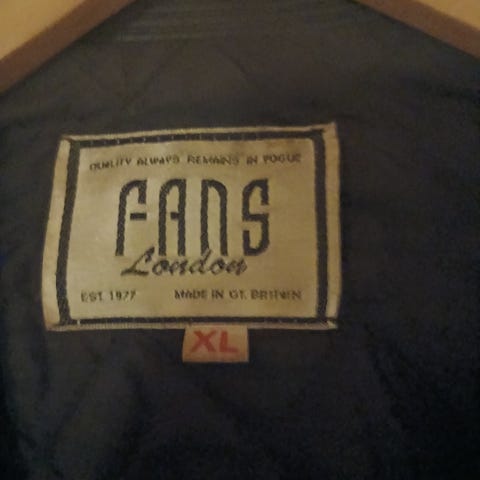 QUALITY ALWAYS REMAINS IN VOGUE
FANS
London
EST. 1977 MADE IN GT. BRITAIN
XL